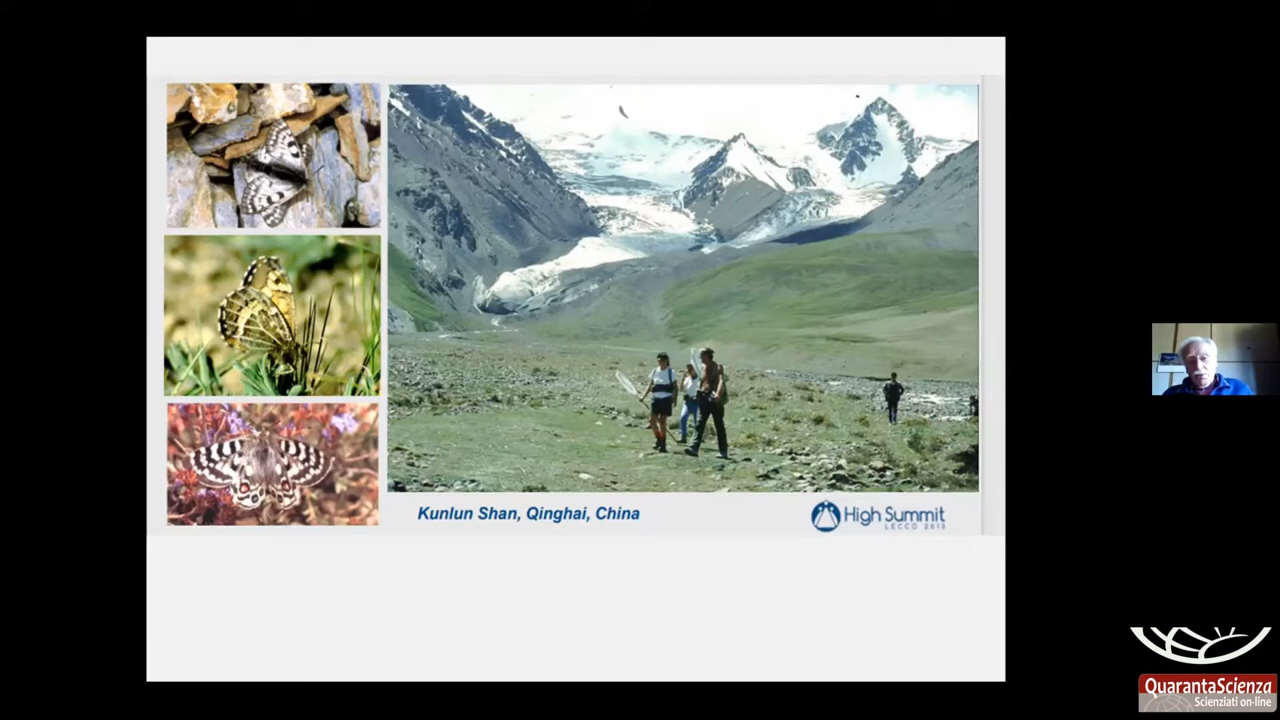 Kunlun Shan, Qinghai, China
High Summit
LECCO 2013
QuarantaScienza
Scienziati on-line